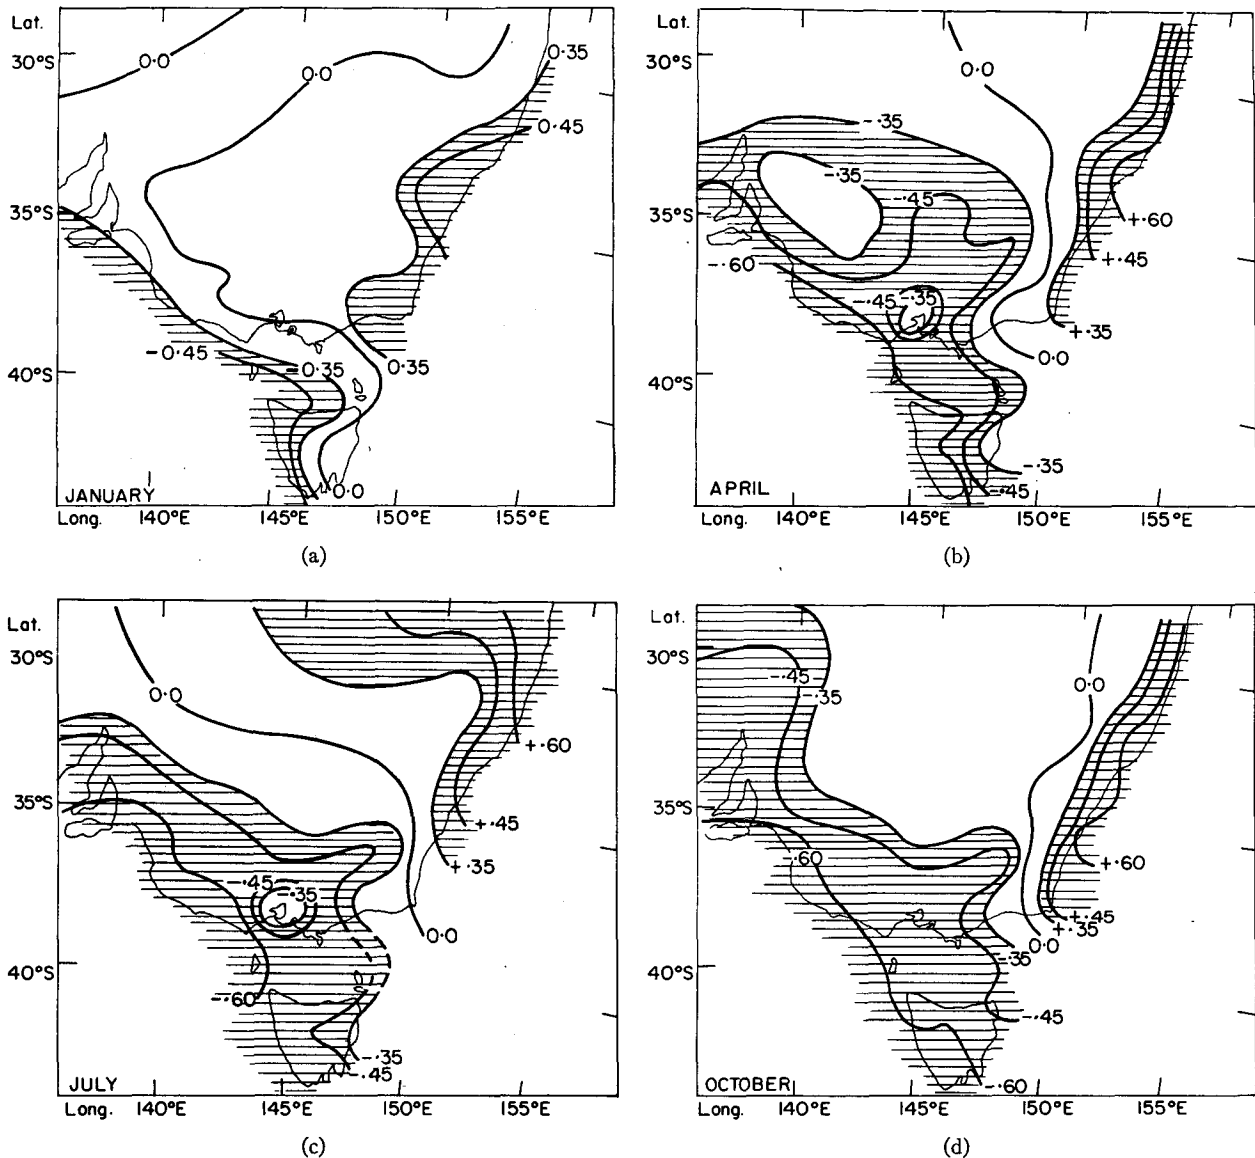 Lat.
30°S
0.0
0.0
0.35
0.45
35°S
-0.45
-0.35
0.35
40°S
0.0
JANUARY
Long. 140°E 145°E 150°E 155°E
(a)
Lat.
30°S
0.0
-.35
-.35
-.45
35°S
+.60
-.60
+.45
-.45 -.35
+.35
0.0
40°S
-.35
-.45
APRIL
Long. 140°E 145°E 150°E 155°E
(b)
Lat.
30°S
0.0
+.60
35°S
+.45
+.35
-.45
-.35
0.0
40°S
-.60
-.35
-.45
JULY
Long. 140°E 145°E 150°E 155°E
(c)
Lat.
30°S
-.45
-.35
0.0
35°S
-.60
+.60
+.45
+.35
0.0
.35
40°S
-.45
-.60
OCTOBER
Long. 140°E 145°E 150°E 155°E
(d)